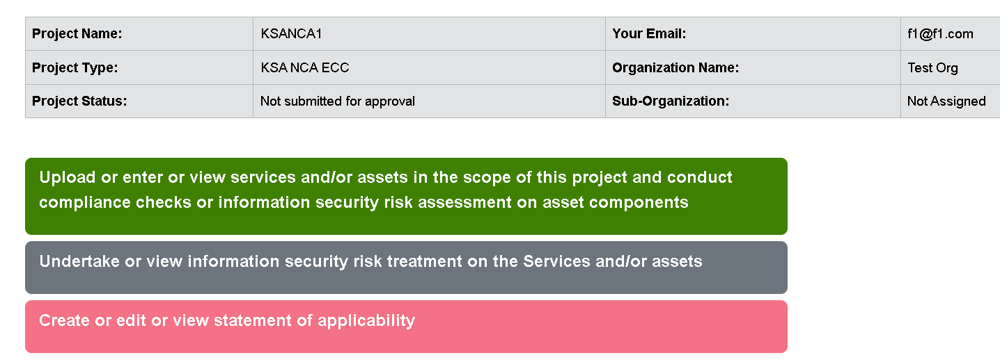 Project Name: KSANCA1 Your Email: f1@f1.com
Project Type: KSA NCA ECC Organization Name: Test Org
Project Status: Not submitted for approval Sub-Organization: Not Assigned
Upload or enter or view services and/or assets in the scope of this project and conduct
compliance checks or information security risk assessment on asset components
Undertake or view information security risk treatment on the Services and/or assets
Create or edit or view statement of applicability